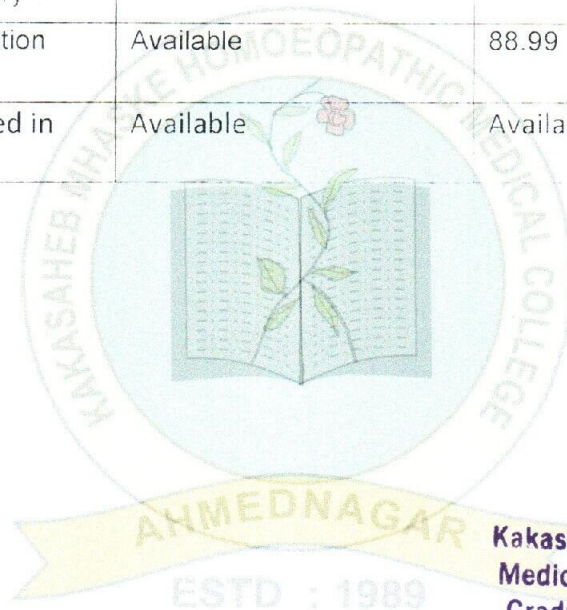 tion Available 88.99
ed in Available Availa
KAKASAHEB MHASKE HOMOEOPATHIC MEDICAL COLLEGE
AHMEDNAGAR
ESTD : 1989
Kakas
Medic
Grad